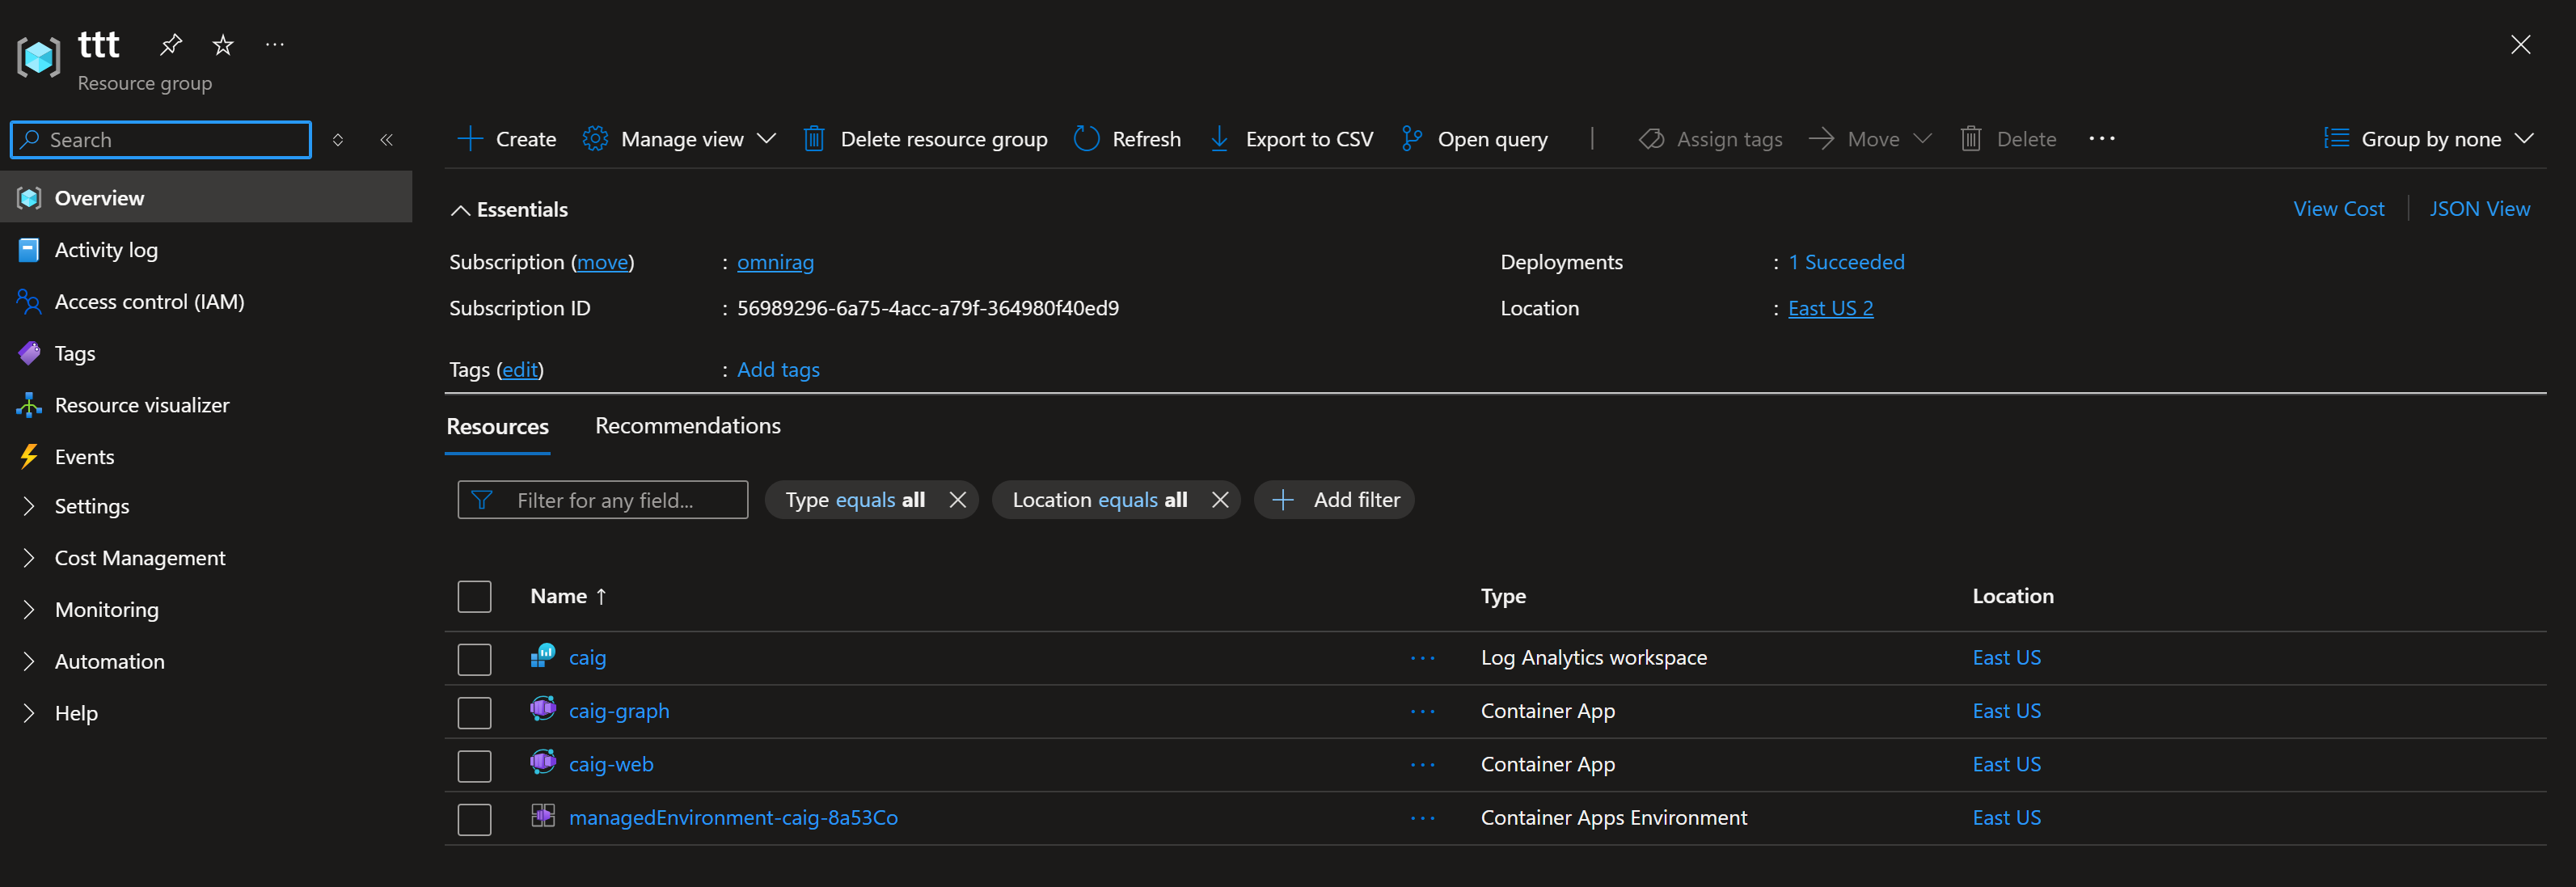 ttt
Resource group
Search
Overview
Activity log
Access control (IAM)
Tags
Resource visualizer
Events
Settings
Cost Management
Monitoring
Automation
Help
Create Manage view Delete resource group Refresh Export to CSV Open query | Assign tags Move Delete ... Group by none
Essentials View Cost JSON View
Subscription (move) : omnirag Deployments : 1 Succeeded
Subscription ID : 56989296-6a75-4acc-a79f-364980f40ed9 Location : East US 2
Tags (edit) : Add tags
Resources Recommendations
Filter for any field... Type equals all Location equals all Add filter
Name ↑ Type Location
caig ... Log Analytics workspace East US
caig-graph ... Container App East US
caig-web ... Container App East US
managedEnvironment-caig-8a53Co ... Container Apps Environment East US